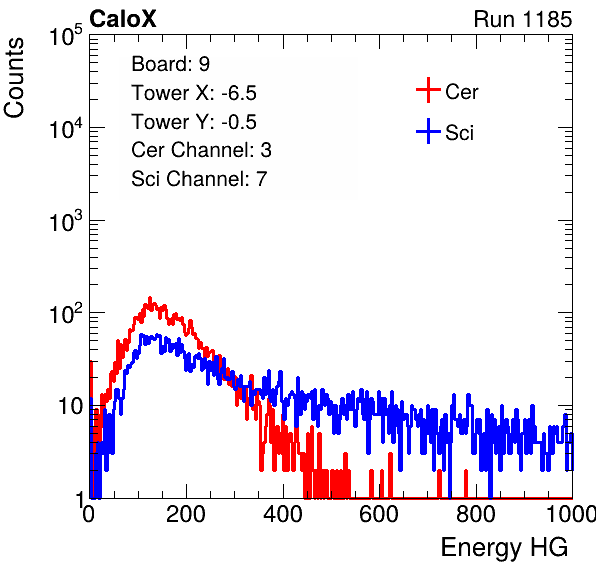 CaloX Run 1185
Counts
10^5
10^4
10^3
10^2
10
1
Board: 9
Tower X: -6.5
Tower Y: -0.5
Cer Channel: 3
Sci Channel: 7
Cer
Sci
0 200 400 600 800 1000
Energy HG